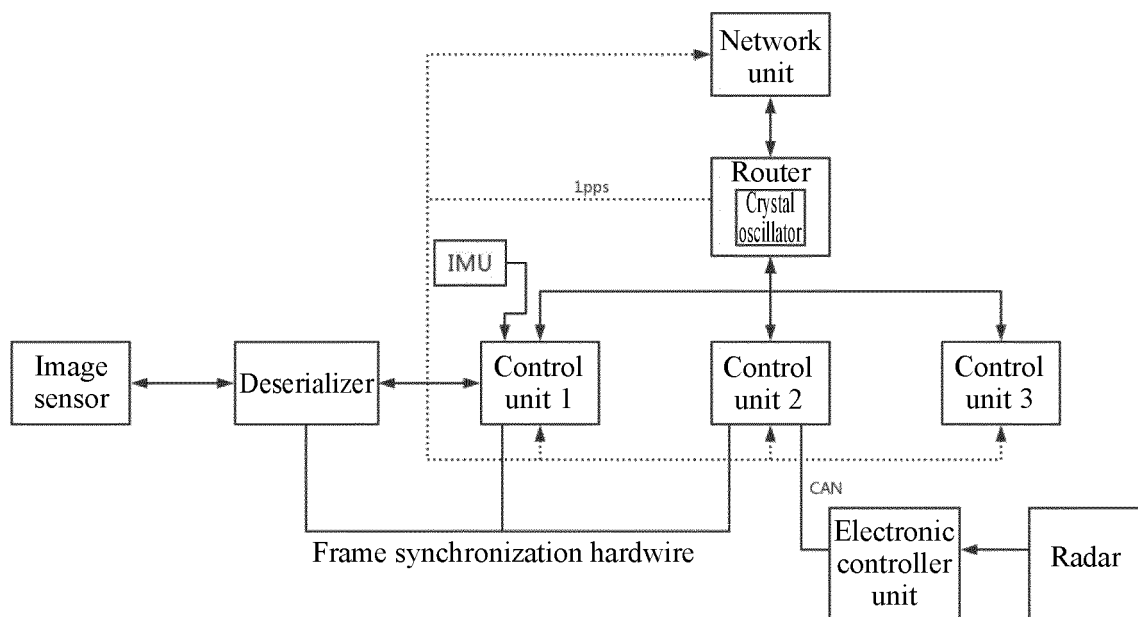 Network
unit
Router
Crystal
oscillator
1pps
IMU
Image
sensor
Deserializer
Control
unit 1
Control
unit 2
Control
unit 3
CAN
Frame synchronization hardwire
Electronic
controller
unit
Radar